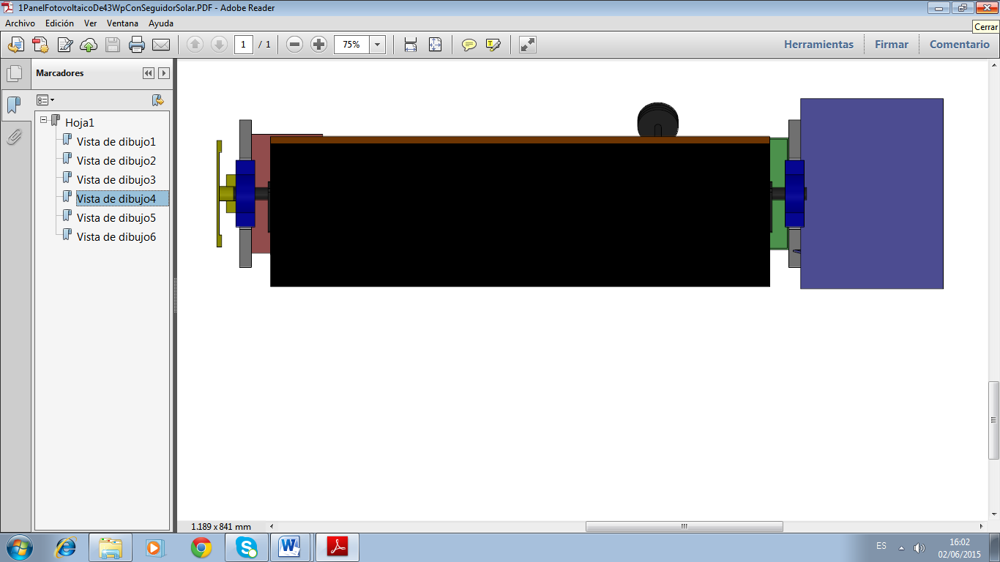 1PanelFotovoltaicoDe43WpConSeguidorSolar.PDF - Adobe Reader
Archivo Edición Ver Ventana Ayuda
Cerrar
1 / 1 75% Herramientas Firmar Comentario
Marcadores
Hoja1
Vista de dibujo1
Vista de dibujo2
Vista de dibujo3
Vista de dibujo4
Vista de dibujo5
Vista de dibujo6
1.189 x 841 mm
ES 16:02
02/06/2015